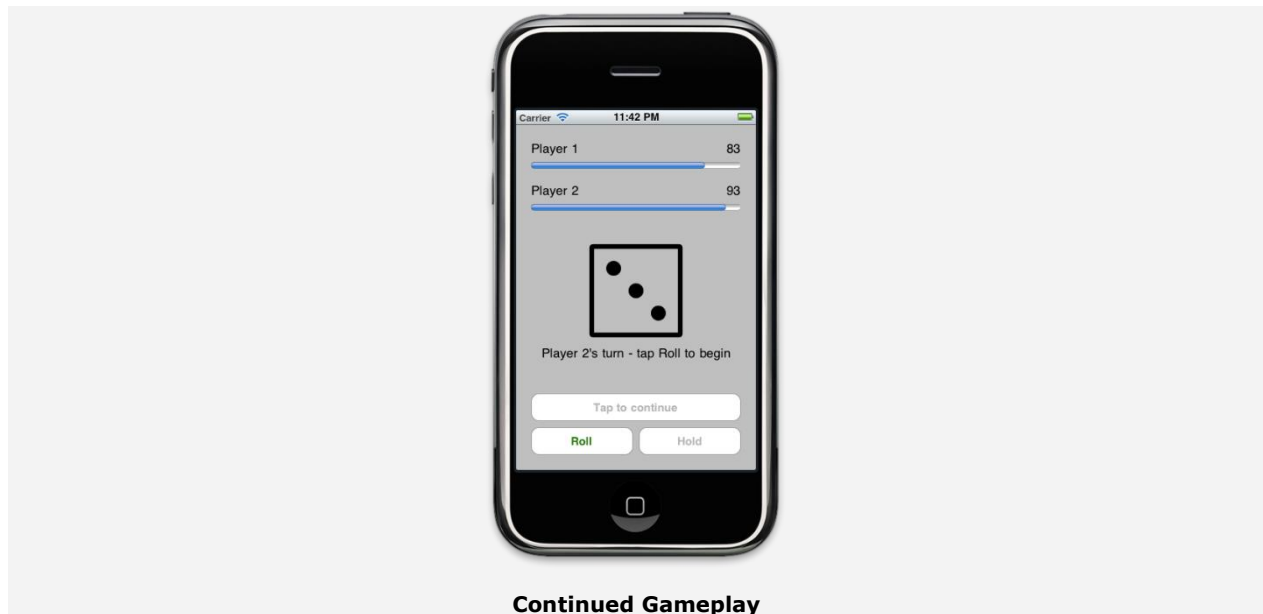 Carrier 11:42 PM
Player 1 83
Player 2 93
Player 2's turn - tap Roll to begin
Tap to continue
Roll Hold
Continued Gameplay